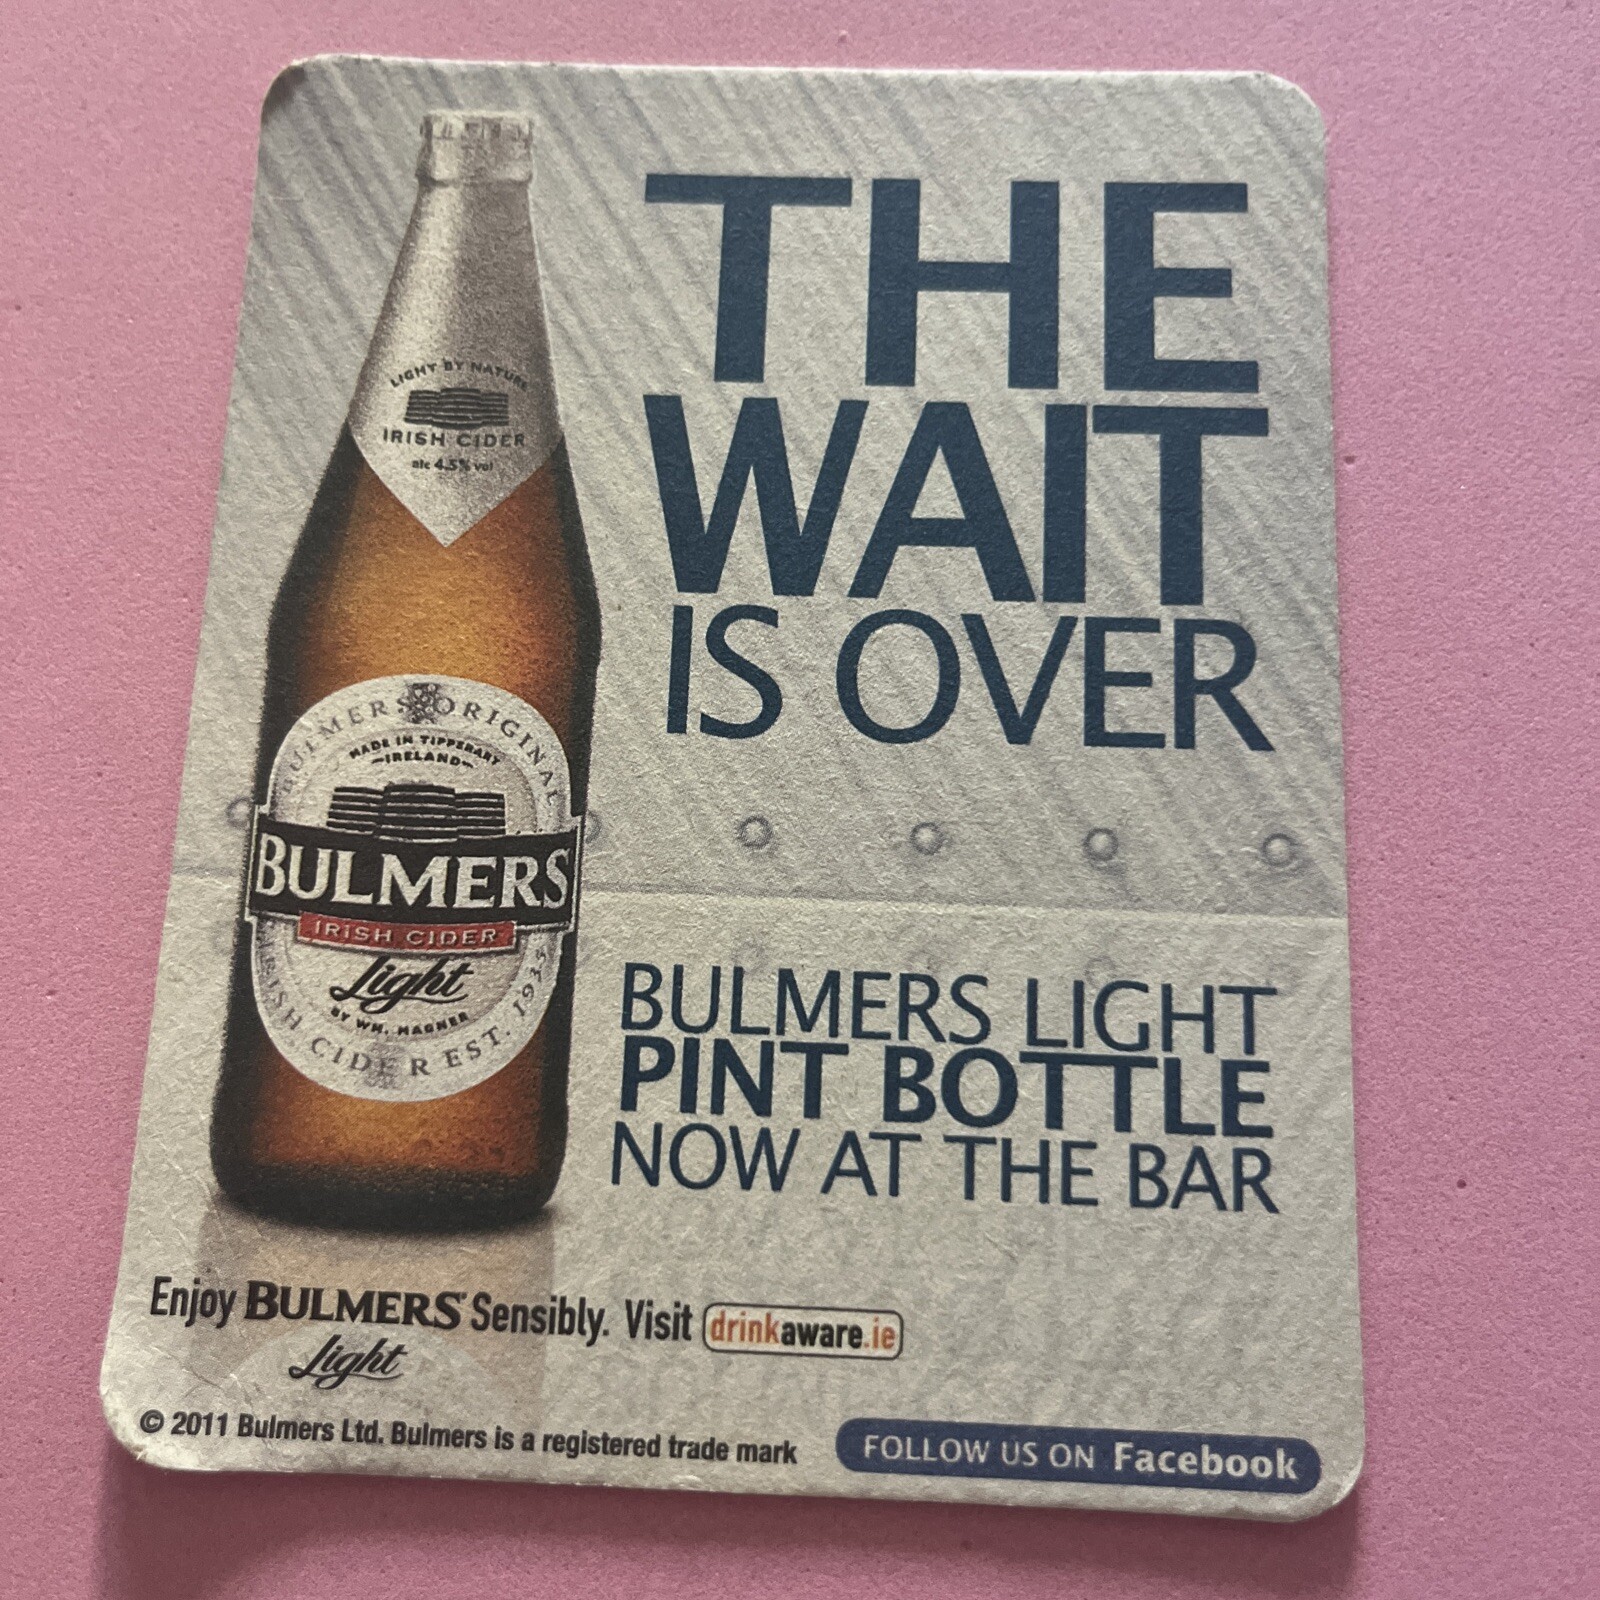 THE
WAIT
IS OVER
LIGHT BY NATURE
IRISH CIDER
alc 4.5% vol
BULMERS ORIGINAL
MADE IN TIPPERARY
IRELAND
BULMERS
IRISH CIDER
Light
BY WM. MAGNER
IRISH CIDER EST. 1935
BULMERS LIGHT
PINT BOTTLE
NOW AT THE BAR
Enjoy BULMERS Sensibly. Visit drinkaware.ie
Light
© 2011 Bulmers Ltd. Bulmers is a registered trade mark
FOLLOW US ON Facebook